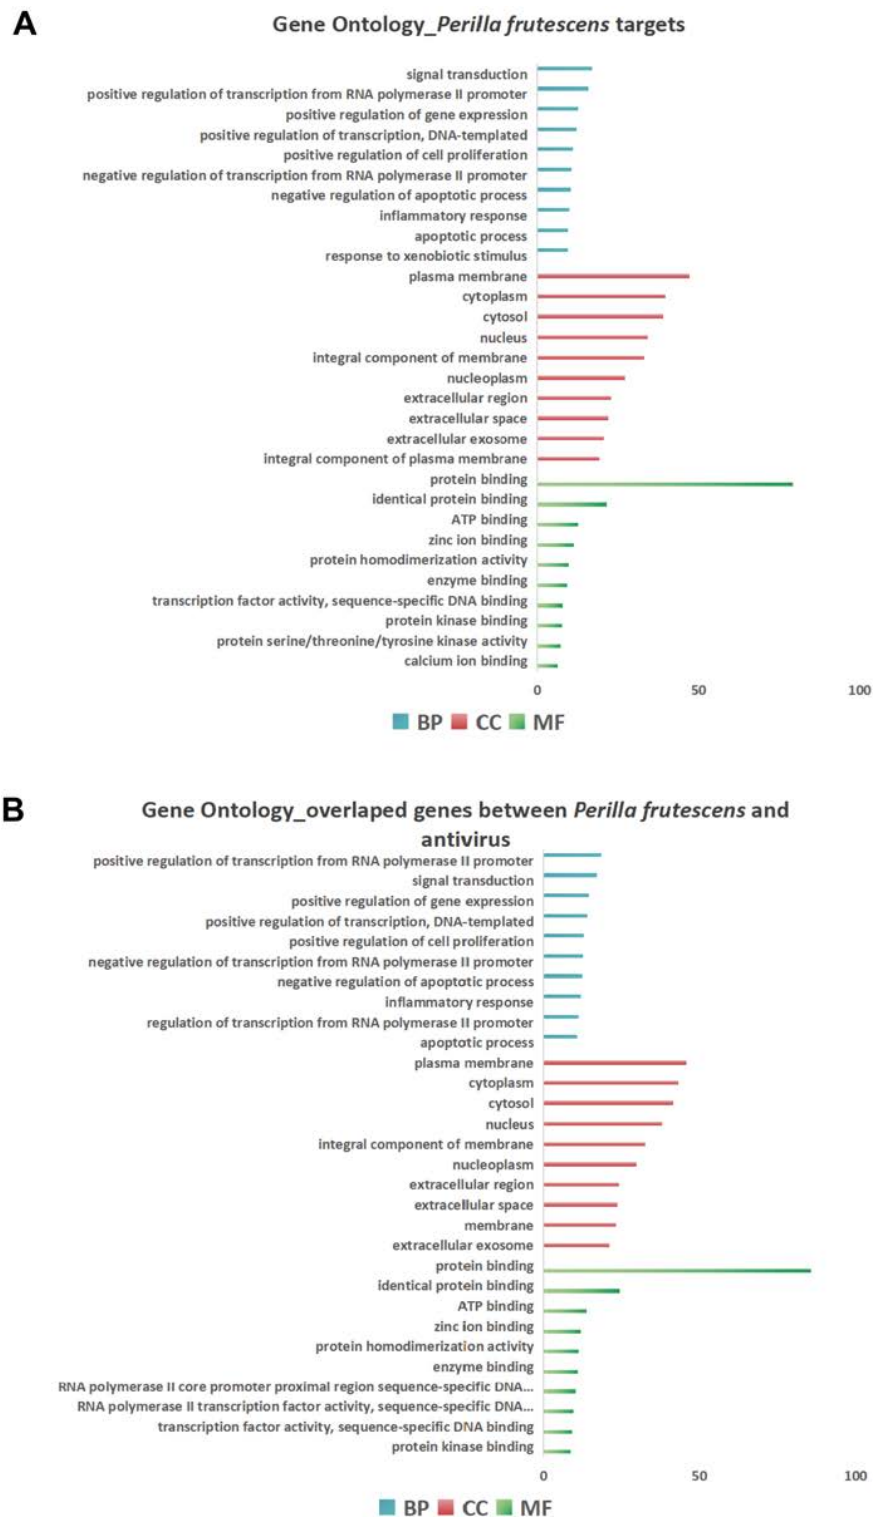 A
Gene Ontology_Perilla frutescens targets
signal transduction
positive regulation of transcription from RNA polymerase II promoter
positive regulation of gene expression
positive regulation of transcription, DNA-templated
positive regulation of cell proliferation
negative regulation of transcription from RNA polymerase II promoter
negative regulation of apoptotic process
inflammatory response
apoptotic process
response to xenobiotic stimulus
plasma membrane
cytoplasm
cytosol
nucleus
integral component of membrane
nucleoplasm
extracellular region
extracellular space
extracellular exosome
integral component of plasma membrane
protein binding
identical protein binding
ATP binding
zinc ion binding
protein homodimerization activity
enzyme binding
transcription factor activity, sequence-specific DNA binding
protein kinase binding
protein serine/threonine/tyrosine kinase activity
calcium ion binding
0 50 100
BP CC MF
B
Gene Ontology_overlaped genes between Perilla frutescens and
antivirus
positive regulation of transcription from RNA polymerase II promoter
signal transduction
positive regulation of gene expression
positive regulation of transcription, DNA-templated
positive regulation of cell proliferation
negative regulation of transcription from RNA polymerase II promoter
negative regulation of apoptotic process
inflammatory response
regulation of transcription from RNA polymerase II promoter
apoptotic process
plasma membrane
cytoplasm
cytosol
nucleus
integral component of membrane
nucleoplasm
extracellular region
extracellular space
membrane
extracellular exosome
protein binding
identical protein binding
ATP binding
zinc ion binding
protein homodimerization activity
enzyme binding
RNA polymerase II core promoter proximal region sequence-specific DNA...
RNA polymerase II transcription factor activity, sequence-specific DNA...
transcription factor activity, sequence-specific DNA binding
protein kinase binding
0 50 100
BP CC MF